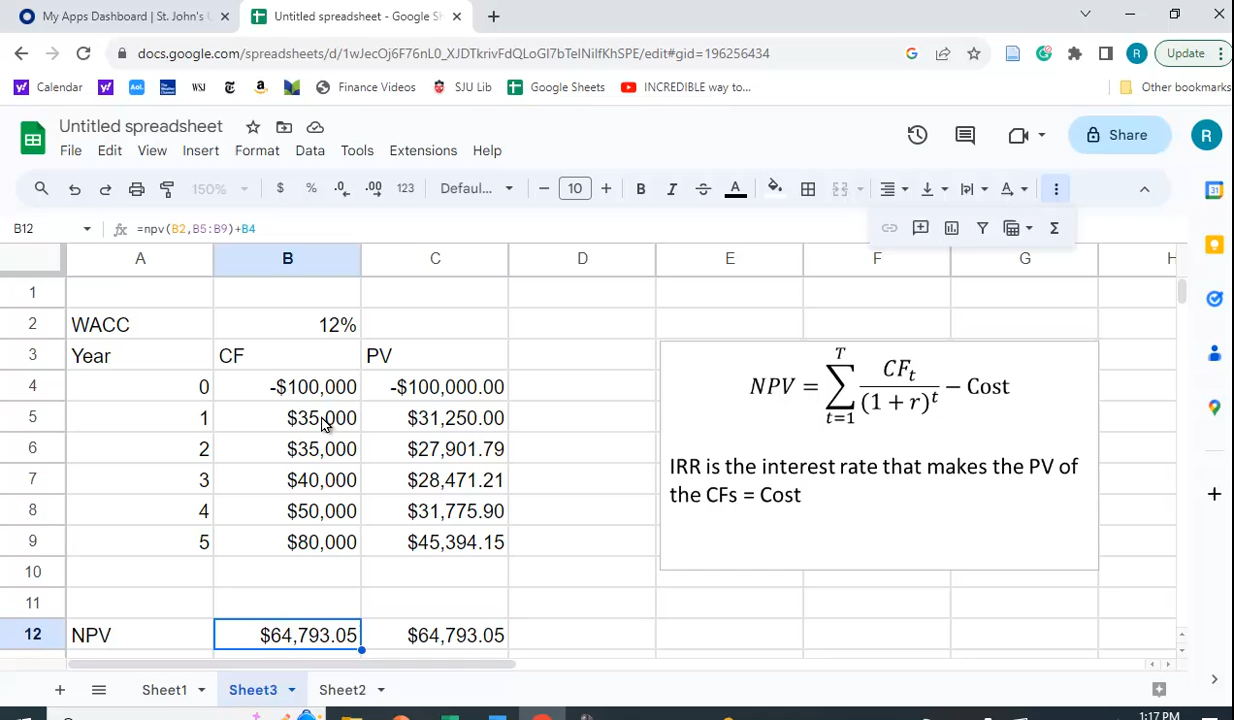 My Apps Dashboard | St. John's U
Untitled spreadsheet - Google Sh
docs.google.com/spreadsheets/d/1wJecOj6F76nL0_XJDTkrivFdQLoGI7bTelNiIfKhSPE/edit#gid=196256434
Update
Calendar Aol. WSJ Finance Videos SJU Lib Google Sheets INCREDIBLE way to... Other bookmarks
Untitled spreadsheet
File Edit View Insert Format Data Tools Extensions Help
Share
R
150% $ % .0 .00 123 Defaul... 10 B I A
B12 fx =npv(B2,B5:B9)+B4
A B C D E F G H
1
2 WACC 12%
3 Year CF PV
4 0 -$100,000 -$100,000.00
5 1 $35,000 $31,250.00
6 2 $35,000 $27,901.79
7 3 $40,000 $28,471.21
8 4 $50,000 $31,775.90
9 5 $80,000 $45,394.15
10
11
12 NPV $64,793.05 $64,793.05
NPV = ∑_{t=1}^{T} CF_t/(1 + r)^t − Cost
IRR is the interest rate that makes the PV of
the CFs = Cost
Sheet1 Sheet3 Sheet2
1:17 PM